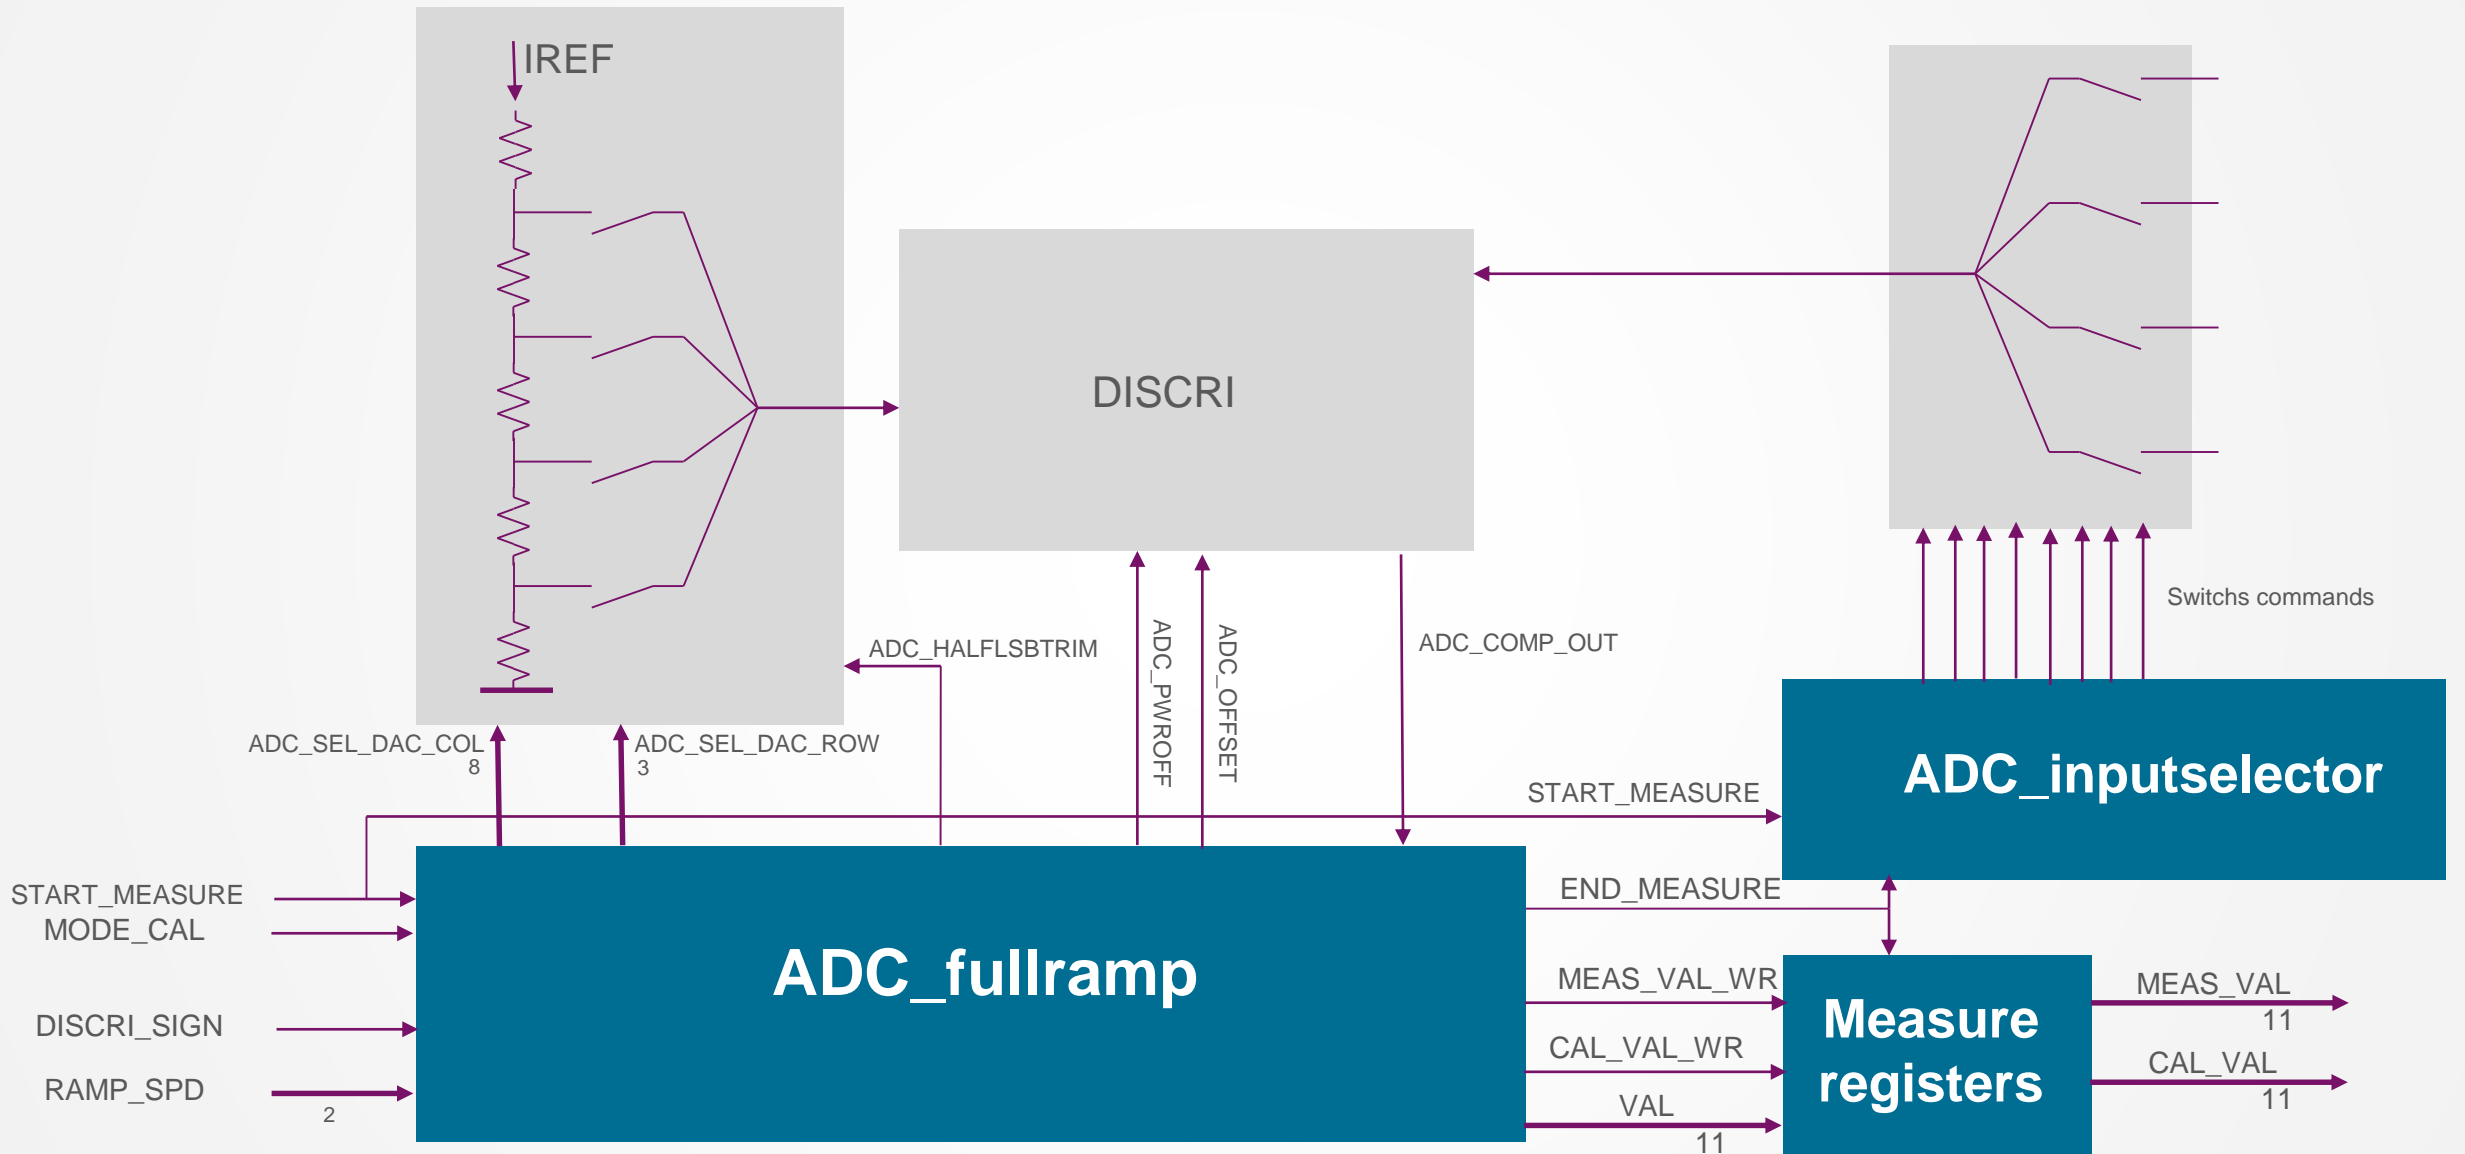 IREF
DISCRI
Switchs commands
ADC_HALFLSBTRIM
ADC_PWROFF
ADC_OFFSET
ADC_COMP_OUT
ADC_SEL_DAC_COL
8
ADC_SEL_DAC_ROW
3
START_MEASURE
ADC_inputselector
START_MEASURE
MODE_CAL
DISCRI_SIGN
RAMP_SPD
2
ADC_fullramp
END_MEASURE
MEAS_VAL_WR
CAL_VAL_WR
VAL
11
Measure
registers
MEAS_VAL
11
CAL_VAL
11